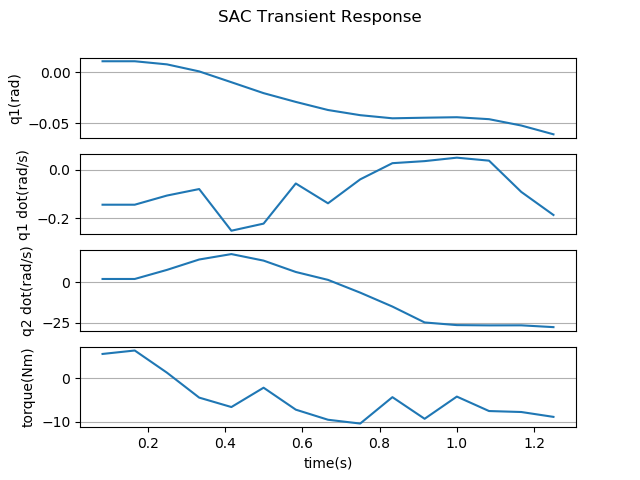 SAC Transient Response
q1(rad)
0.00
−0.05
q1 dot(rad/s)
0.0
−0.2
q2 dot(rad/s)
0
−25
torque(Nm)
0
−10
0.2 0.4 0.6 0.8 1.0 1.2
time(s)